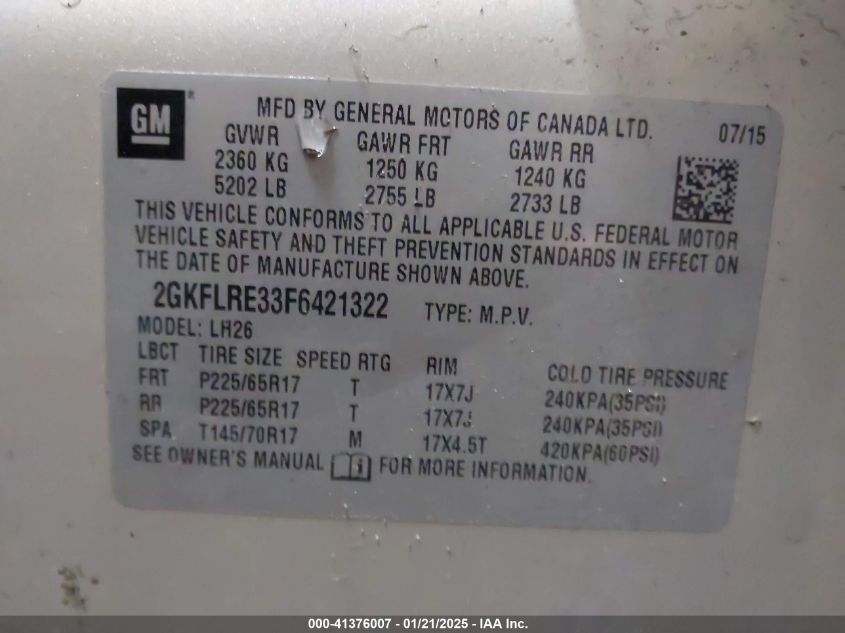 GM®
MFD BY GENERAL MOTORS OF CANADA LTD. 07/15
GVWR GAWR FRT GAWR RR
2360 KG 1250 KG 1240 KG
5202 LB 2755 LB 2733 LB
THIS VEHICLE CONFORMS TO ALL APPLICABLE U.S. FEDERAL MOTOR
VEHICLE SAFETY AND THEFT PREVENTION STANDARDS IN EFFECT ON
THE DATE OF MANUFACTURE SHOWN ABOVE.
2GKFLRE33F6421322 TYPE: M.P.V.
MODEL: LH26
LBCT TIRE SIZE SPEED RTG RIM COLD TIRE PRESSURE
FRT P225/65R17 T 17X7J 240KPA(35PSI)
RR P225/65R17 T 17X7J 240KPA(35PSI)
SPA T145/70R17 M 17X4.5T 420KPA(60PSI)
SEE OWNER'S MANUAL FOR MORE INFORMATION.
000-41376007 - 01/21/2025 - IAA Inc.